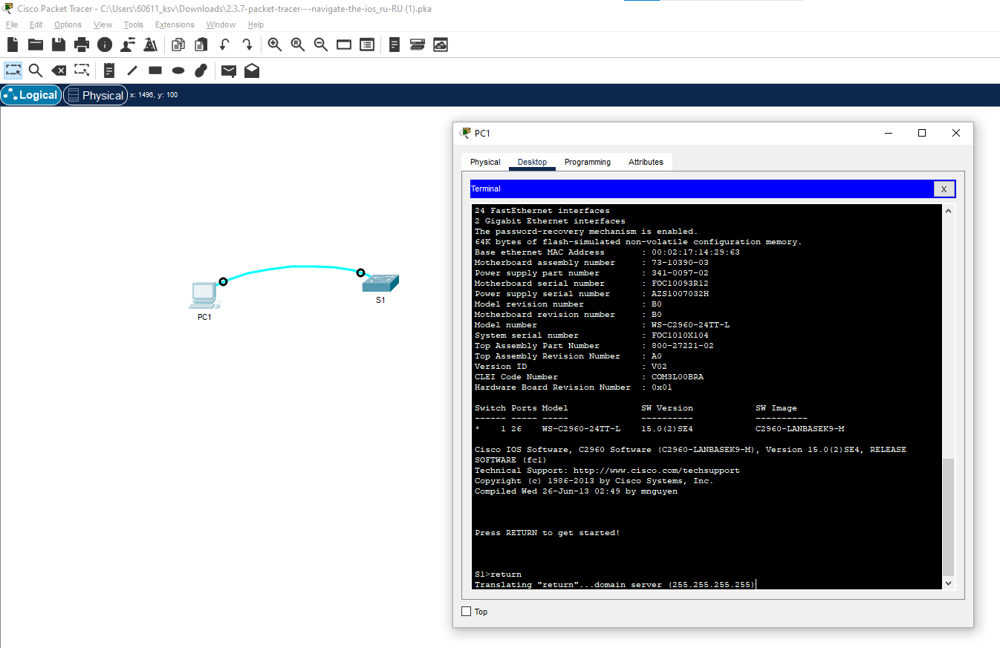 Cisco Packet Tracer - C:\Users\60611_ksv\Downloads\2.3.7-packet-tracer---navigate-the-ios_ru-RU (1).pka
File Edit Options View Tools Extensions Window Help
Logical Physical x: 1496, y: 100
PC1
S1
PC1
Physical Desktop Programming Attributes
Terminal X
24 FastEthernet interfaces
2 Gigabit Ethernet interfaces
The password-recovery mechanism is enabled.
64K bytes of flash-simulated non-volatile configuration memory.
Base ethernet MAC Address : 00:02:17:14:29:63
Motherboard assembly number : 73-10390-03
Power supply part number : 341-0097-02
Motherboard serial number : FOC10093R12
Power supply serial number : AZS1007032H
Model revision number : B0
Motherboard revision number : B0
Model number : WS-C2960-24TT-L
System serial number : FOC1010X104
Top Assembly Part Number : 800-27221-02
Top Assembly Revision Number : A0
Version ID : V02
CLEI Code Number : COM3L00BRA
Hardware Board Revision Number : 0x01
Switch Ports Model SW Version SW Image
------ ----- ----- ---------- ----------
* 1 26 WS-C2960-24TT-L 15.0(2)SE4 C2960-LANBASEK9-M
Cisco IOS Software, C2960 Software (C2960-LANBASEK9-M), Version 15.0(2)SE4, RELEASE
SOFTWARE (fc1)
Technical Support: http://www.cisco.com/techsupport
Copyright (c) 1986-2013 by Cisco Systems, Inc.
Compiled Wed 26-Jun-13 02:49 by mnguyen
Press RETURN to get started!
S1>return
Translating "return"...domain server (255.255.255.255)
Top